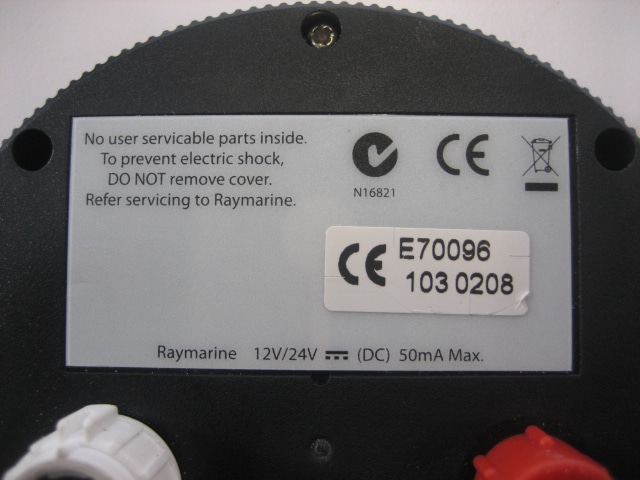 No user servicable parts inside.
To prevent electric shock,
DO NOT remove cover.
Refer servicing to Raymarine.
N16821
CE
CE
E70096
103 0208
Raymarine 12V/24V (DC) 50mA Max.